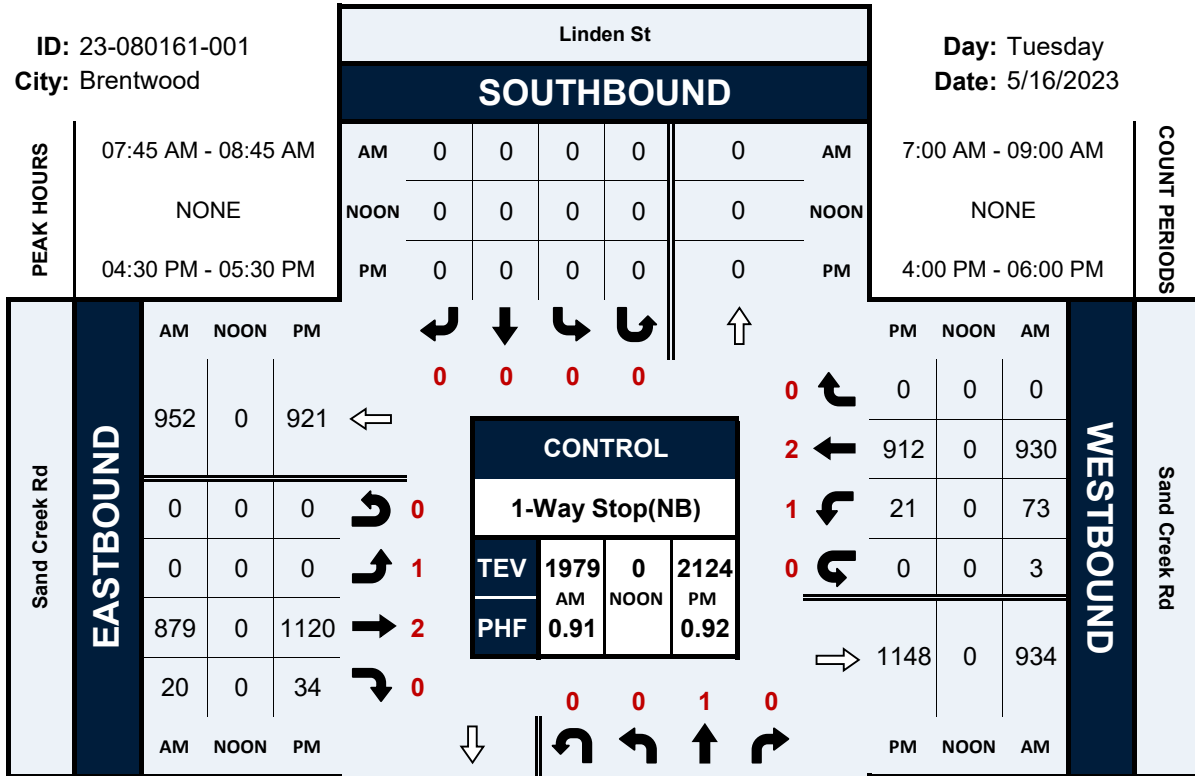 ID: 23-080161-001
City: Brentwood
Linden St
SOUTHBOUND
Day: Tuesday
Date: 5/16/2023
PEAK HOURS
07:45 AM - 08:45 AM
NONE
04:30 PM - 05:30 PM
AM 0 0 0 0 0 AM
NOON 0 0 0 0 0 NOON
PM 0 0 0 0 0 PM
7:00 AM - 09:00 AM
NONE
4:00 PM - 06:00 PM
COUNT PERIODS
0 0 0 0
Sand Creek Rd
EASTBOUND
AM NOON PM
952 0 921
0 0 0 0
0 0 0 1
879 0 1120 2
20 0 34 0
AM NOON PM
CONTROL
1-Way Stop(NB)
TEV 1979 0 2124
AM NOON PM
PHF 0.91 0.92
PM NOON AM
0 0 0 0
2 912 0 930
1 21 0 73
0 0 0 3
1148 0 934
PM NOON AM
WESTBOUND
Sand Creek Rd
0 0 1 0